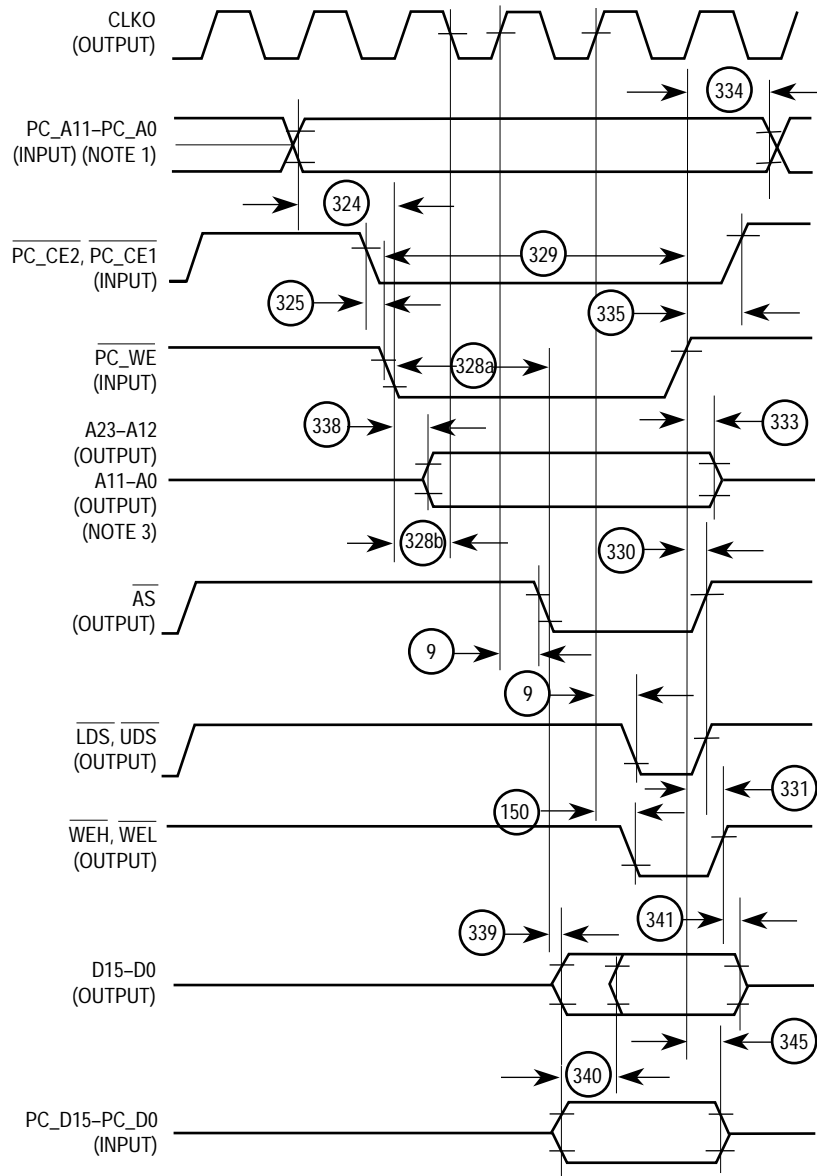 CLKO
(OUTPUT)
334
PC_A11–PC_A0
(INPUT) (NOTE 1)
324
PC_CE2, PC_CE1
(INPUT)
329
325
335
PC_WE
(INPUT)
328a
338
333
A23–A12
(OUTPUT)
A11–A0
(OUTPUT)
(NOTE 3)
328b
330
AS
(OUTPUT)
9
9
LDS, UDS
(OUTPUT)
331
150
WEH, WEL
(OUTPUT)
339
341
D15–D0
(OUTPUT)
345
340
PC_D15–PC_D0
(INPUT)